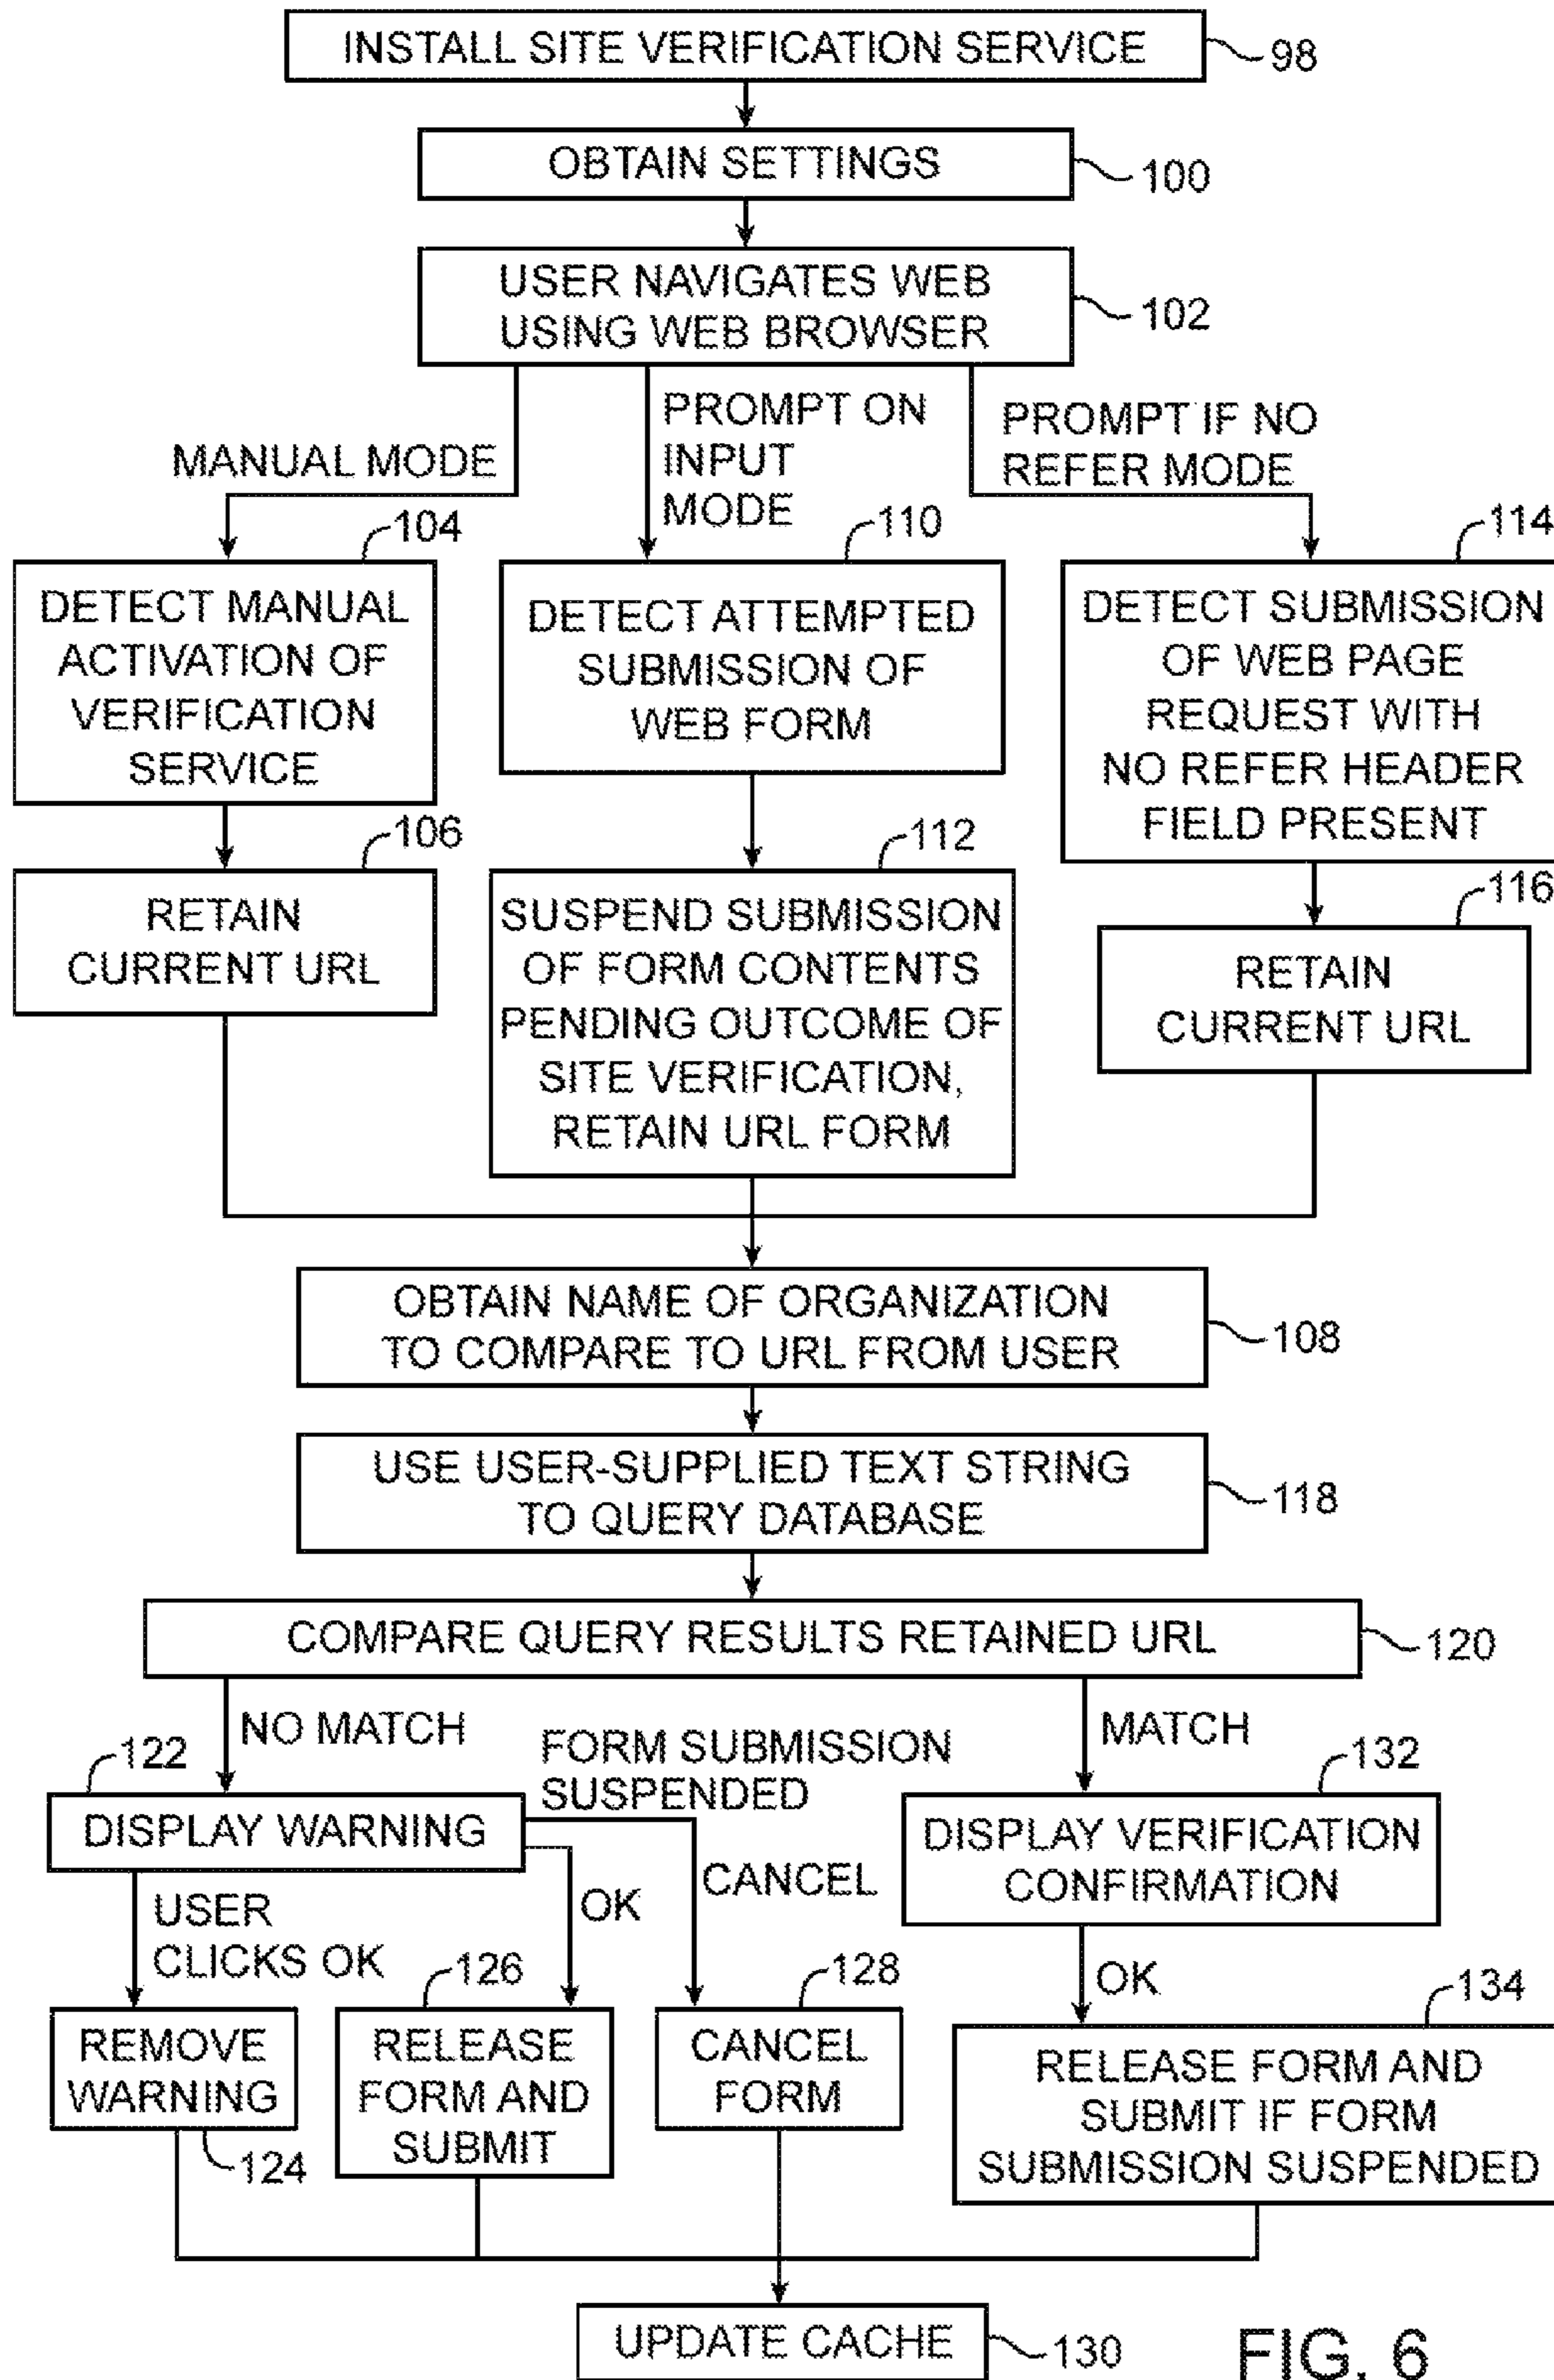 INSTALL SITE VERIFICATION SERVICE
98
OBTAIN SETTINGS
100
USER NAVIGATES WEB
USING WEB BROWSER
102
MANUAL MODE
PROMPT ON
INPUT
MODE
PROMPT IF NO
REFER MODE
104
DETECT MANUAL
ACTIVATION OF
VERIFICATION
SERVICE
110
DETECT ATTEMPTED
SUBMISSION OF
WEB FORM
114
DETECT SUBMISSION
OF WEB PAGE
REQUEST WITH
NO REFER HEADER
FIELD PRESENT
106
RETAIN
CURRENT URL
112
SUSPEND SUBMISSION
OF FORM CONTENTS
PENDING OUTCOME OF
SITE VERIFICATION,
RETAIN URL FORM
116
RETAIN
CURRENT URL
OBTAIN NAME OF ORGANIZATION
TO COMPARE TO URL FROM USER
108
USE USER-SUPPLIED TEXT STRING
TO QUERY DATABASE
118
COMPARE QUERY RESULTS RETAINED URL
120
NO MATCH
MATCH
122
DISPLAY WARNING
FORM SUBMISSION
SUSPENDED
132
DISPLAY VERIFICATION
CONFIRMATION
USER
CLICKS OK
OK
CANCEL
OK
REMOVE
WARNING
124
126
RELEASE
FORM AND
SUBMIT
128
CANCEL
FORM
134
RELEASE FORM AND
SUBMIT IF FORM
SUBMISSION SUSPENDED
UPDATE CACHE
130
FIG. 6